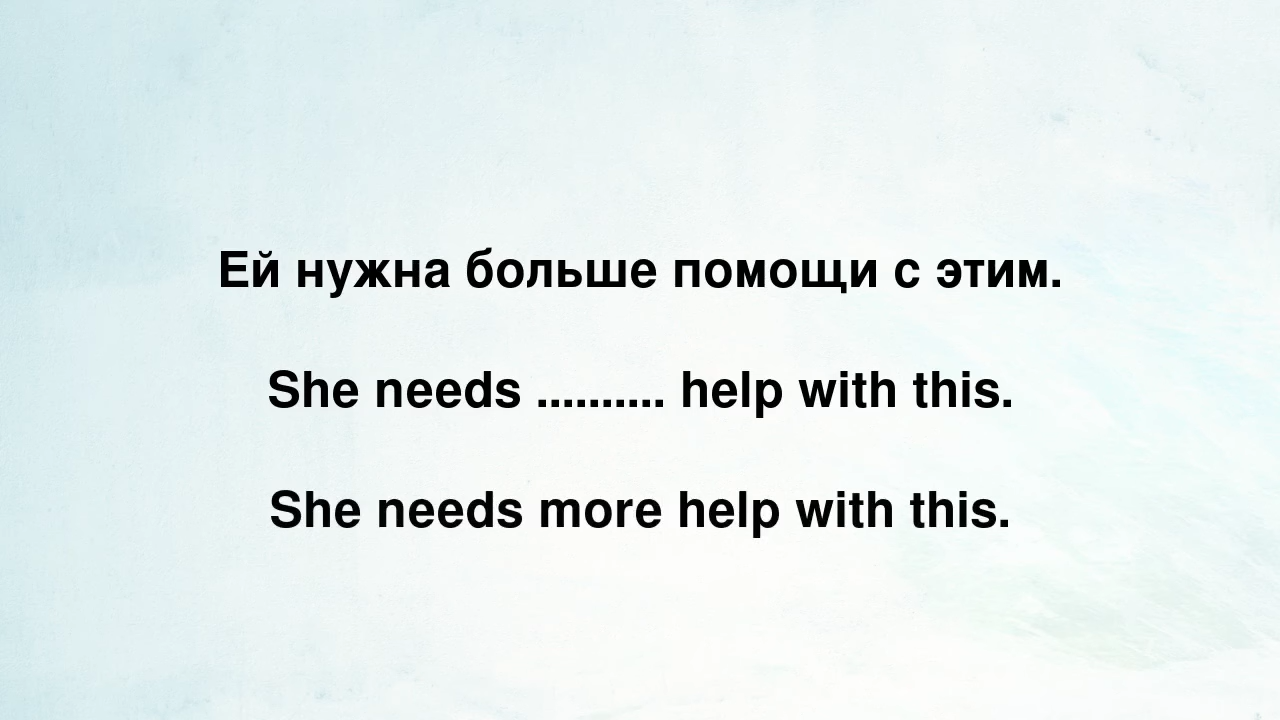 Ей нужна больше помощи с этим.
She needs .......... help with this.
She needs more help with this.